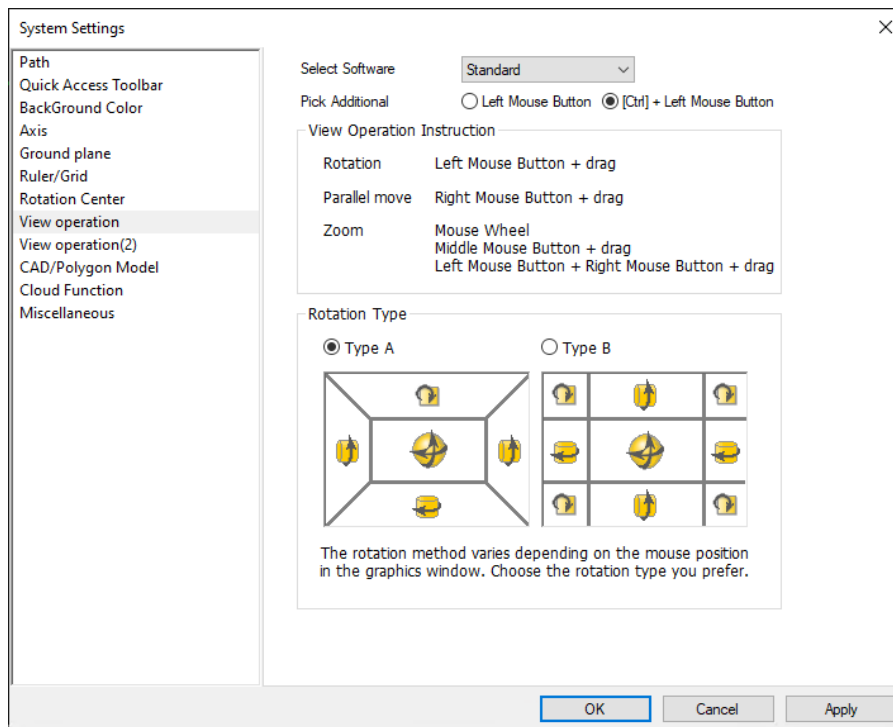 System Settings
Path
Quick Access Toolbar
BackGround Color
Axis
Ground plane
Ruler/Grid
Rotation Center
View operation
View operation(2)
CAD/Polygon Model
Cloud Function
Miscellaneous
Select Software Standard
Pick Additional Left Mouse Button [Ctrl] + Left Mouse Button
View Operation Instruction
Rotation Left Mouse Button + drag
Parallel move Right Mouse Button + drag
Zoom Mouse Wheel
Middle Mouse Button + drag
Left Mouse Button + Right Mouse Button + drag
Rotation Type
Type A Type B
The rotation method varies depending on the mouse position
in the graphics window. Choose the rotation type you prefer.
OK Cancel Apply